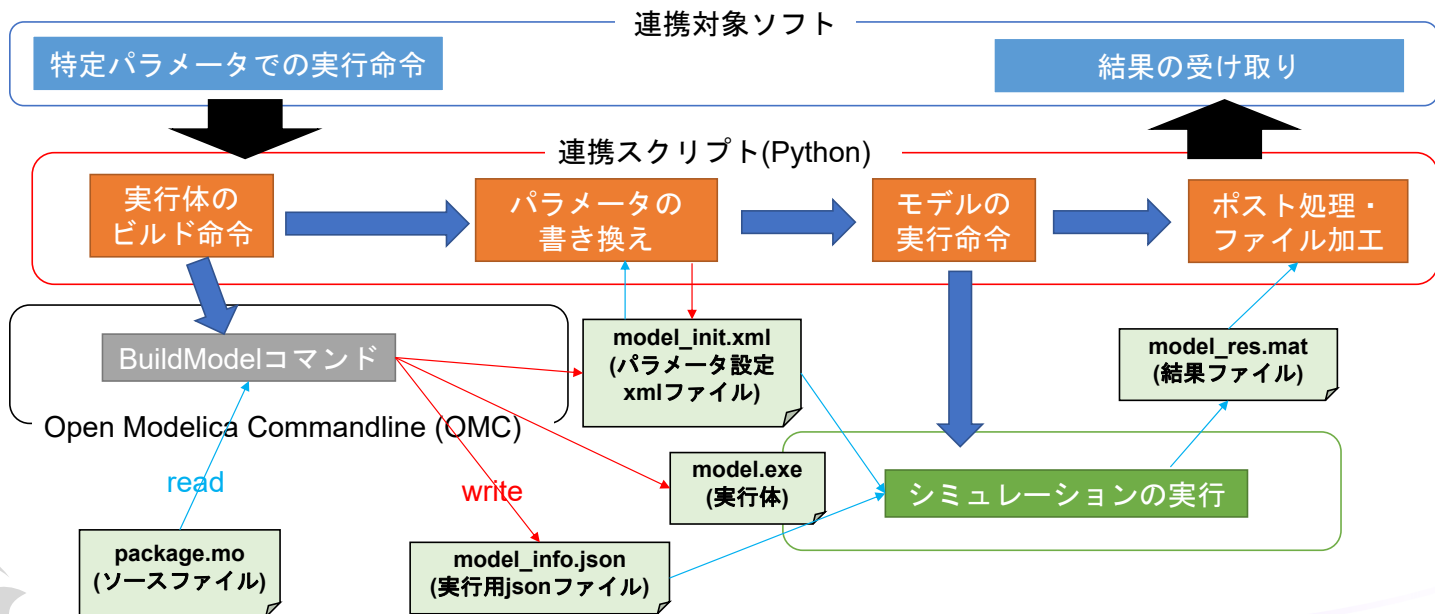 連携対象ソフト
特定パラメータでの実行命令
結果の受け取り
連携スクリプト(Python)
実行体の
ビルド命令
パラメータの
書き換え
モデルの
実行命令
ポスト処理・
ファイル加工
BuildModelコマンド
model_init.xml
(パラメータ設定
xmlファイル)
model_res.mat
(結果ファイル)
Open Modelica Commandline (OMC)
read
write
model.exe
(実行体)
シミュレーションの実行
package.mo
(ソースファイル)
model_info.json
(実行用jsonファイル)